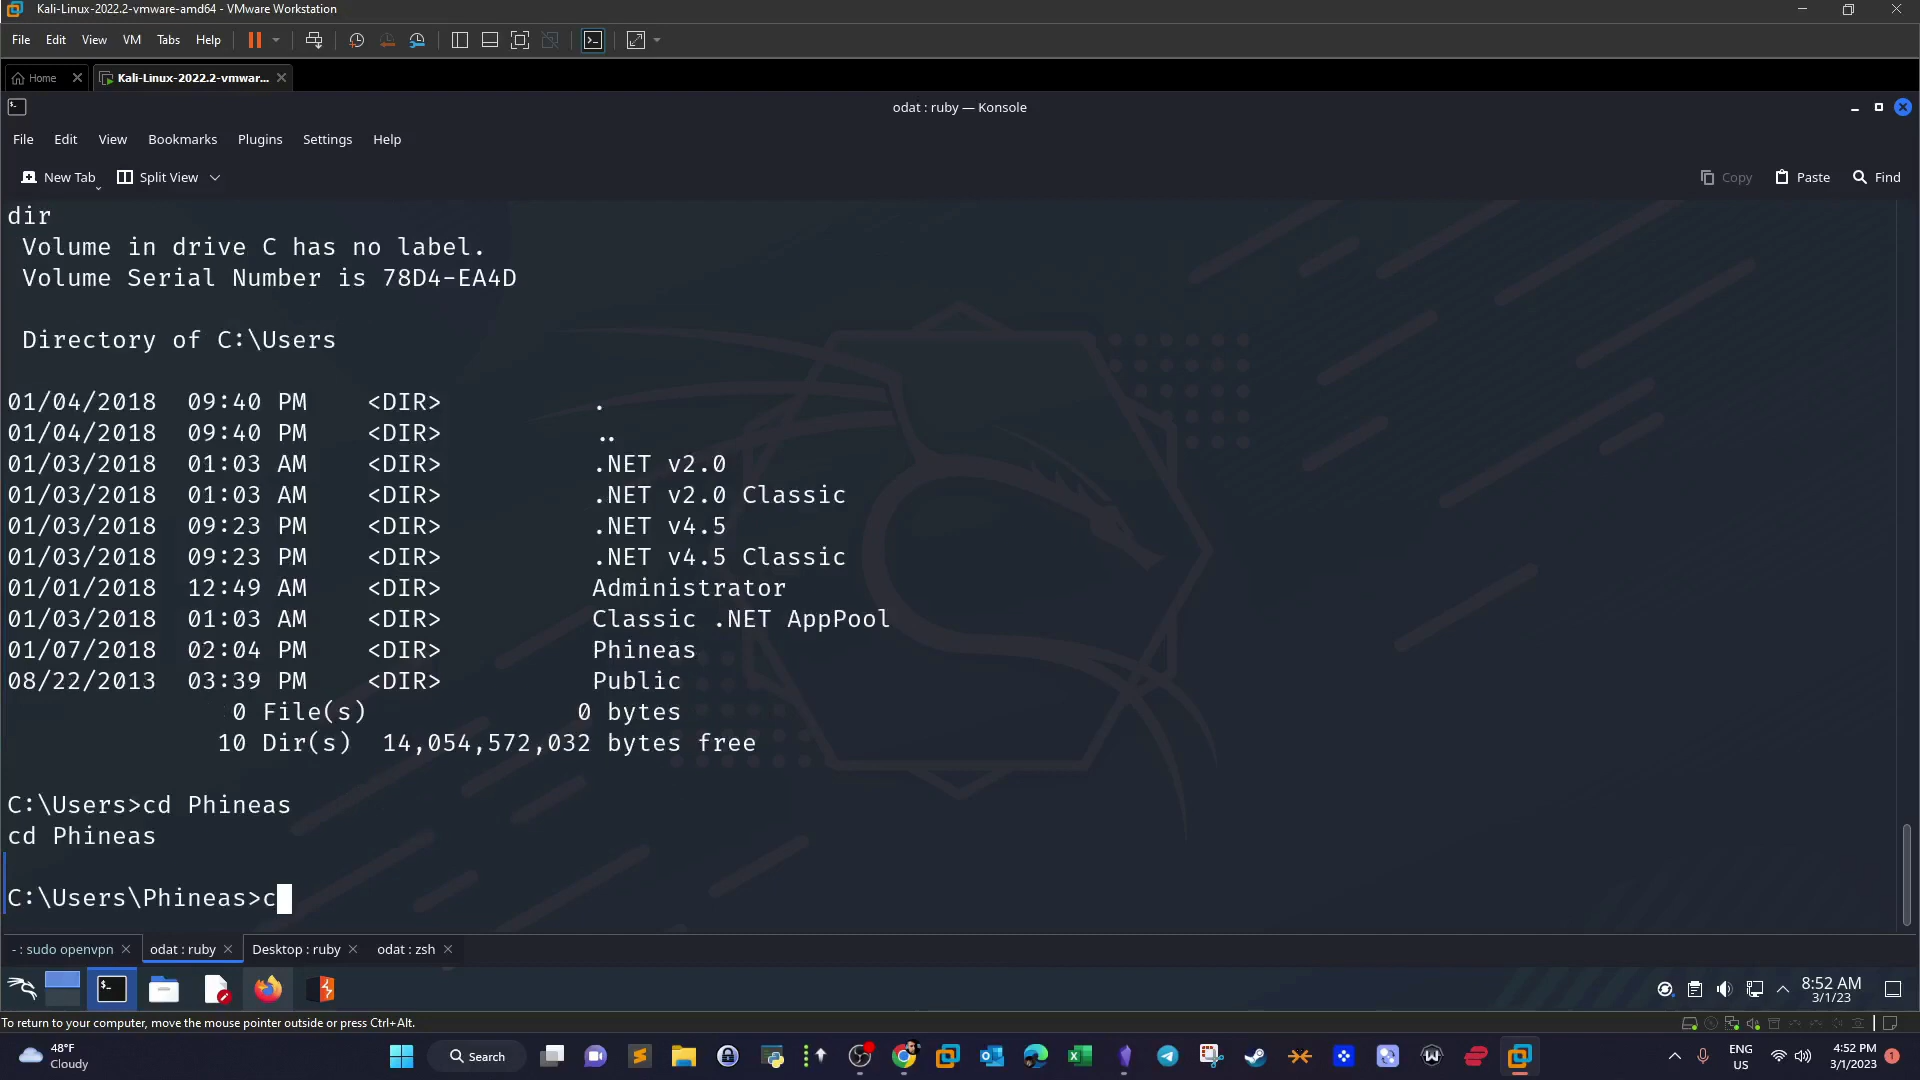 Kali-Linux-2022.2-vmware-amd64 - VMware Workstation
File Edit View VM Tabs Help
Home Kali-Linux-2022.2-vmwar...
odat : ruby — Konsole
File Edit View Bookmarks Plugins Settings Help
New Tab Split View Copy Paste Find
dir
Volume in drive C has no label.
Volume Serial Number is 78D4-EA4D
Directory of C:\Users
01/04/2018 09:40 PM <DIR> .
01/04/2018 09:40 PM <DIR> ..
01/03/2018 01:03 AM <DIR> .NET v2.0
01/03/2018 01:03 AM <DIR> .NET v2.0 Classic
01/03/2018 09:23 PM <DIR> .NET v4.5
01/03/2018 09:23 PM <DIR> .NET v4.5 Classic
01/01/2018 12:49 AM <DIR> Administrator
01/03/2018 01:03 AM <DIR> Classic .NET AppPool
01/07/2018 02:04 PM <DIR> Phineas
08/22/2013 03:39 PM <DIR> Public
0 File(s) 0 bytes
10 Dir(s) 14,054,572,032 bytes free
C:\Users>cd Phineas
cd Phineas
C:\Users\Phineas>c
- : sudo openvpn odat : ruby Desktop : ruby odat : zsh
8:52 AM
3/1/23
To return to your computer, move the mouse pointer outside or press Ctrl+Alt.
48°F
Cloudy
Search
ENG
US
4:52 PM
3/1/2023
1